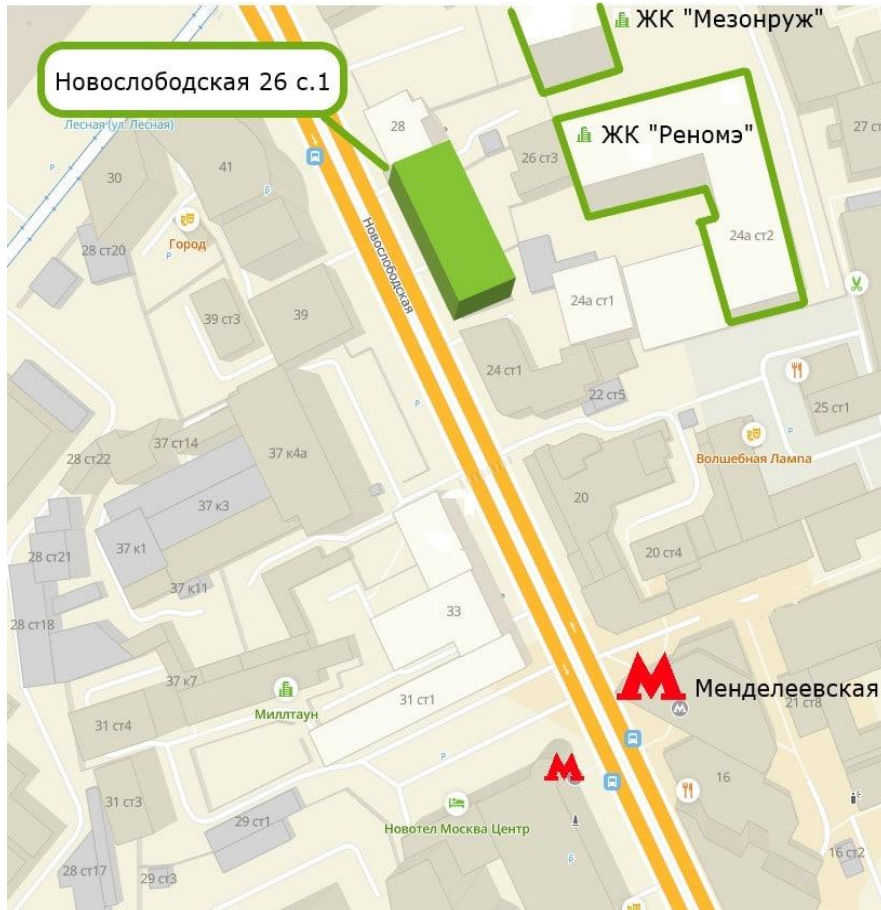 ЖК "Мезонруж"
Новослободская 26 с.1
Лесная (ул. Лесная)
28
ЖК "Реномэ"
27 ст
30
41
26 ст3
Город
28 ст20
24а ст2
Новослободская
39 ст3
39
24а ст1
24 ст1
22 ст5
25 ст1
37 ст14
28 ст22
37 к4а
Волшебная Лампа
37 к3
20
37 к1
28 ст21
20 ст4
37 к11
28 ст18
33
37 к7
М Менделеевская
31 ст1
21 ст8
Миллтаун
31 ст4
М
16
31 ст3
29 ст1
Новотел Москва Центр
28 ст17
29 ст3
16 ст2